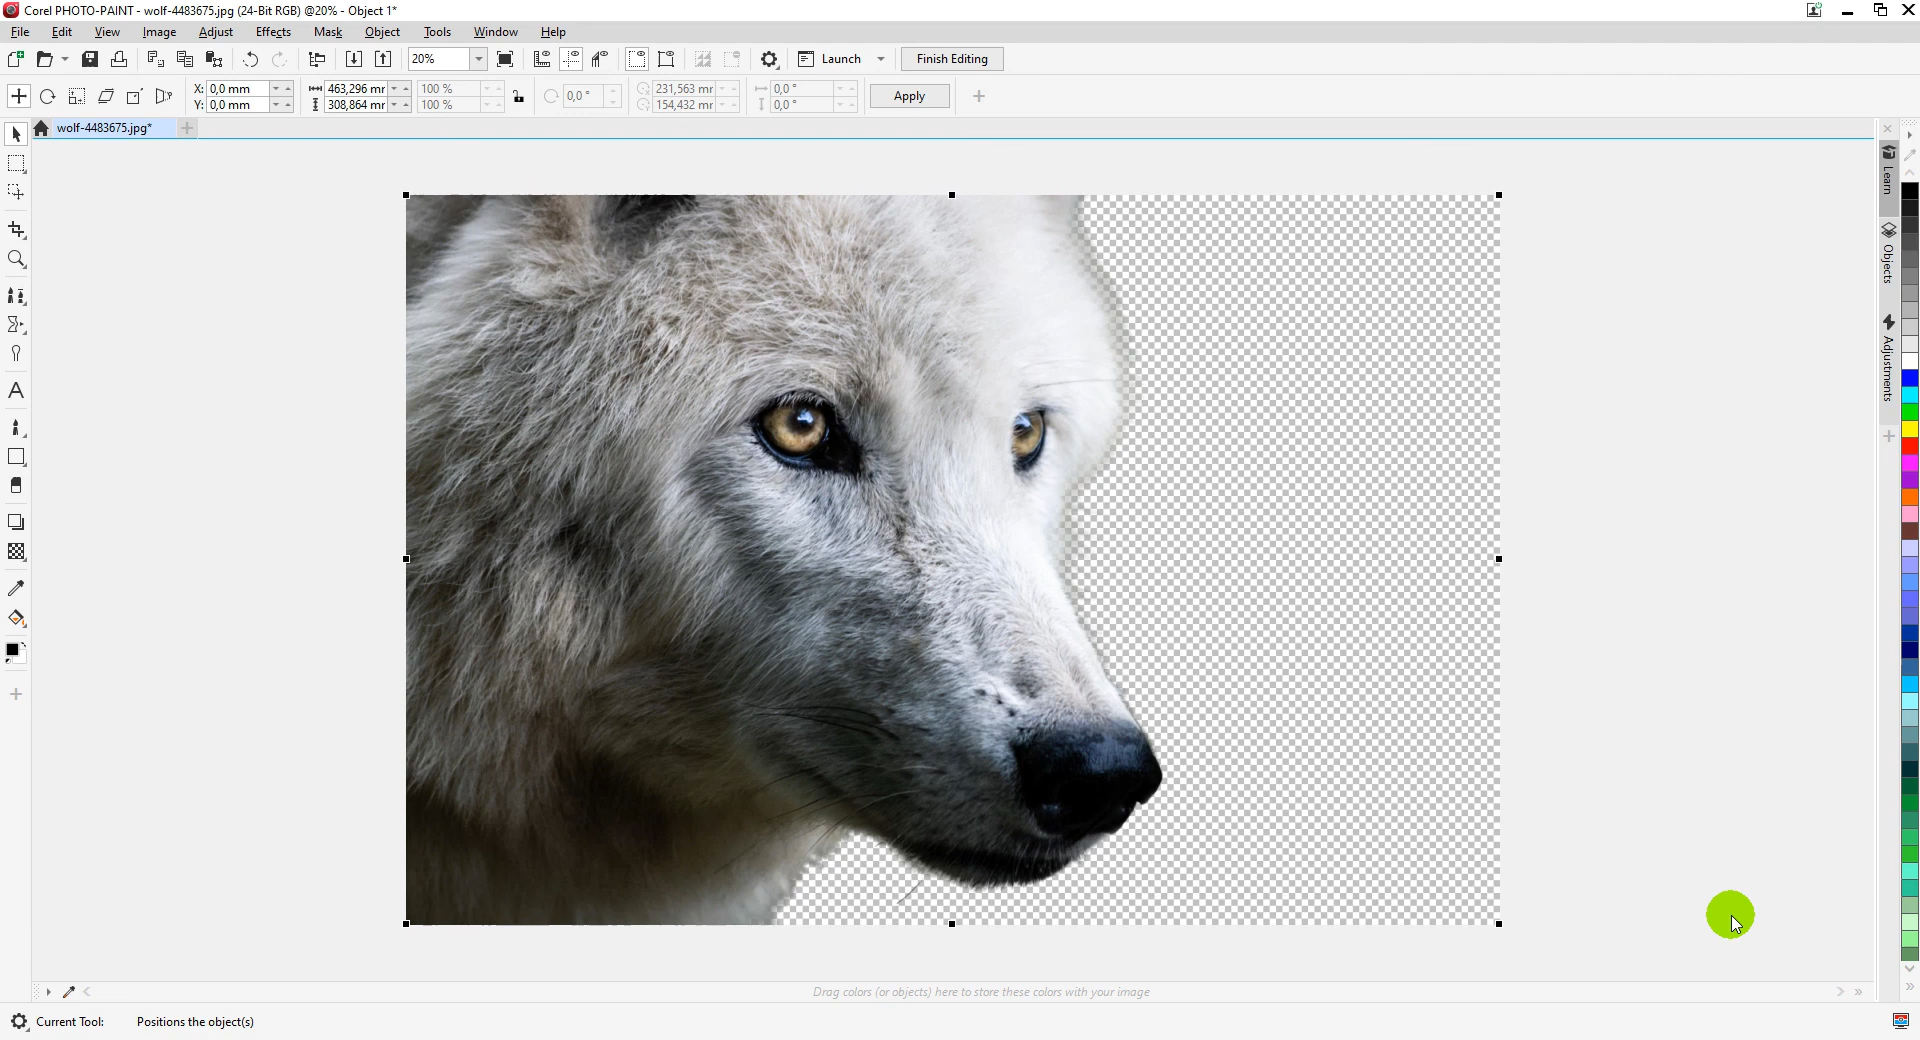 Corel PHOTO-PAINT - wolf-4483675.jpg (24-Bit RGB) @20% - Object 1*
File Edit View Image Adjust Effects Mask Object Tools Window Help
20% Launch Finish Editing
X: 0,0 mm 463,296 mr 100 % 0,0 ° 231,563 mr 0,0 ° Apply
Y: 0,0 mm 308,864 mr 100 % 154,432 mr 0,0 °
wolf-4483675.jpg*
Learn
Objects
Adjustments
Drag colors (or objects) here to store these colors with your image
Current Tool: Positions the object(s)